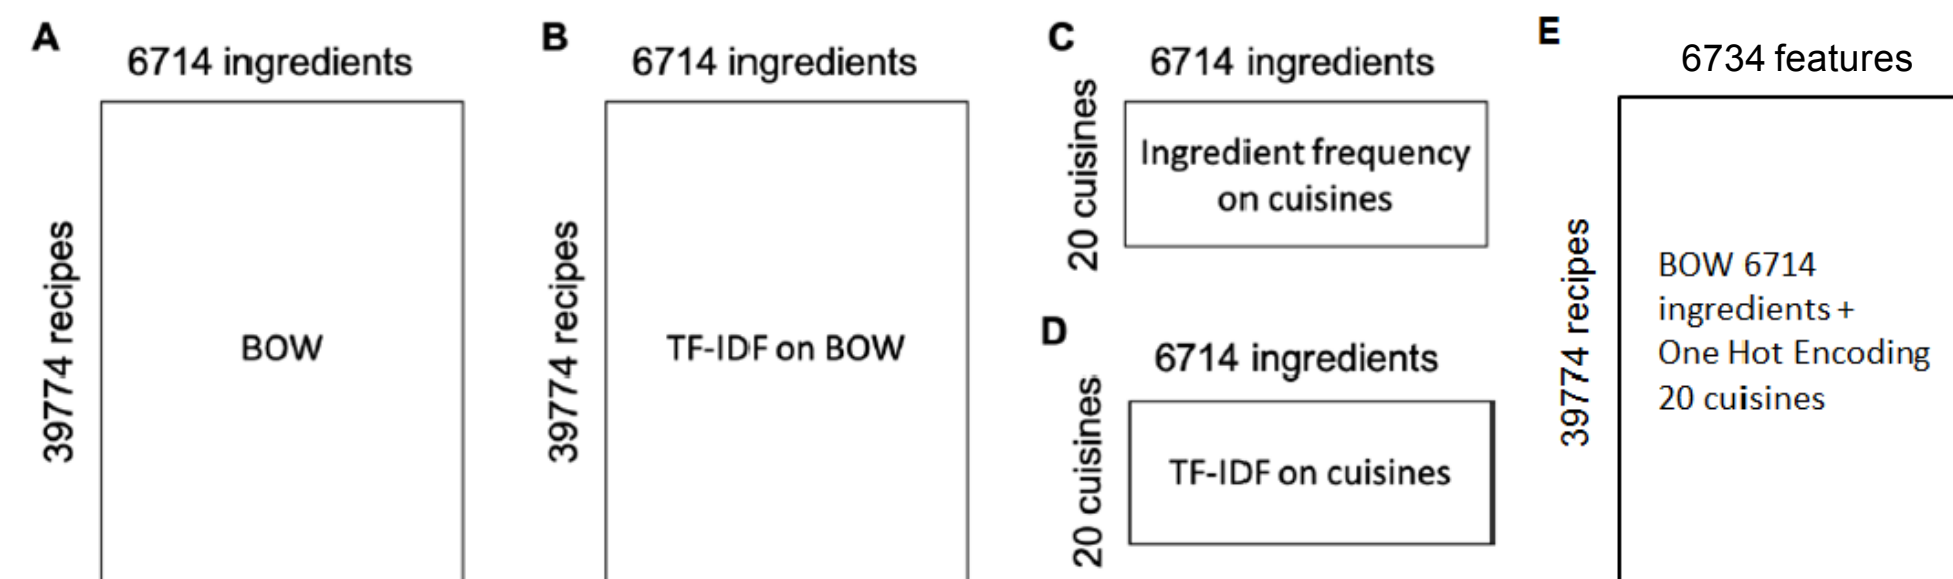 A
6714 ingredients
39774 recipes
BOW
B
6714 ingredients
39774 recipes
TF-IDF on BOW
C
6714 ingredients
20 cuisines
Ingredient frequency
on cuisines
D
6714 ingredients
20 cuisines
TF-IDF on cuisines
E
6734 features
39774 recipes
BOW 6714
ingredients +
One Hot Encoding
20 cuisines